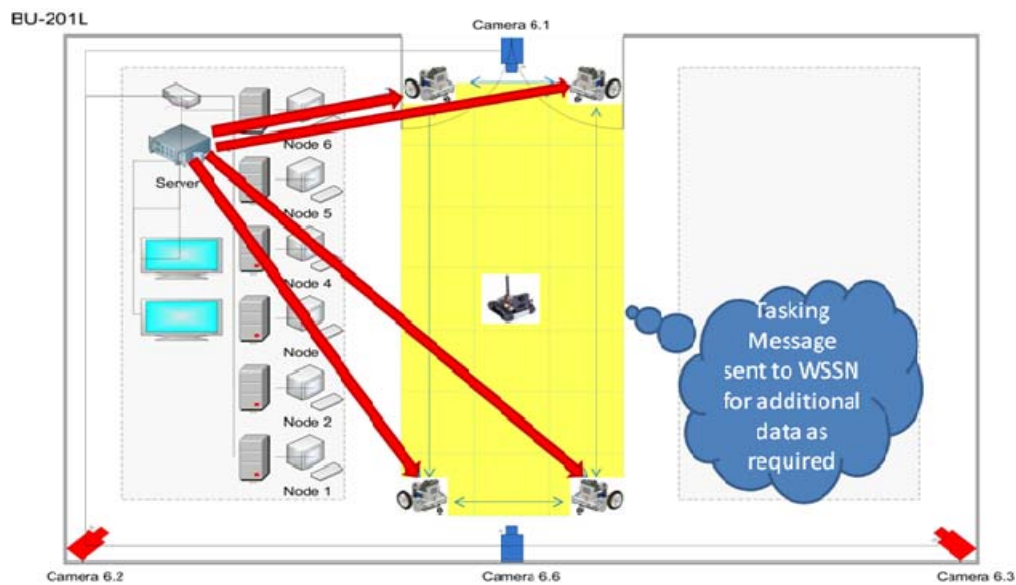 BU-201L
Camera 6.1
Node 6
Server
Node 5
Node 4
Node
Node 2
Node 1
Tasking
Message
sent to WSSN
for additional
data as
required
Camera 6.2
Camera 6.6
Camera 6.3